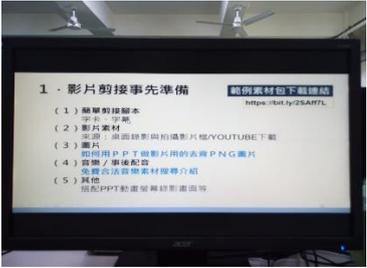 1．影片剪接事先準備
範例素材包下載連結
https://bit.ly/2SAff7L
（1）簡單剪接腳本
字卡、字範
（2）影片素材
來源：桌面錄影與拍攝影片檔/YOUTUBE下載
（3）圖片
如何用PPT做影片用的去背PNG圖片
（4）音樂/事後配音
免費合法音樂素材搜尋介紹
（5）其他
搭配PPT動畫螢幕錄影畫面等
acer